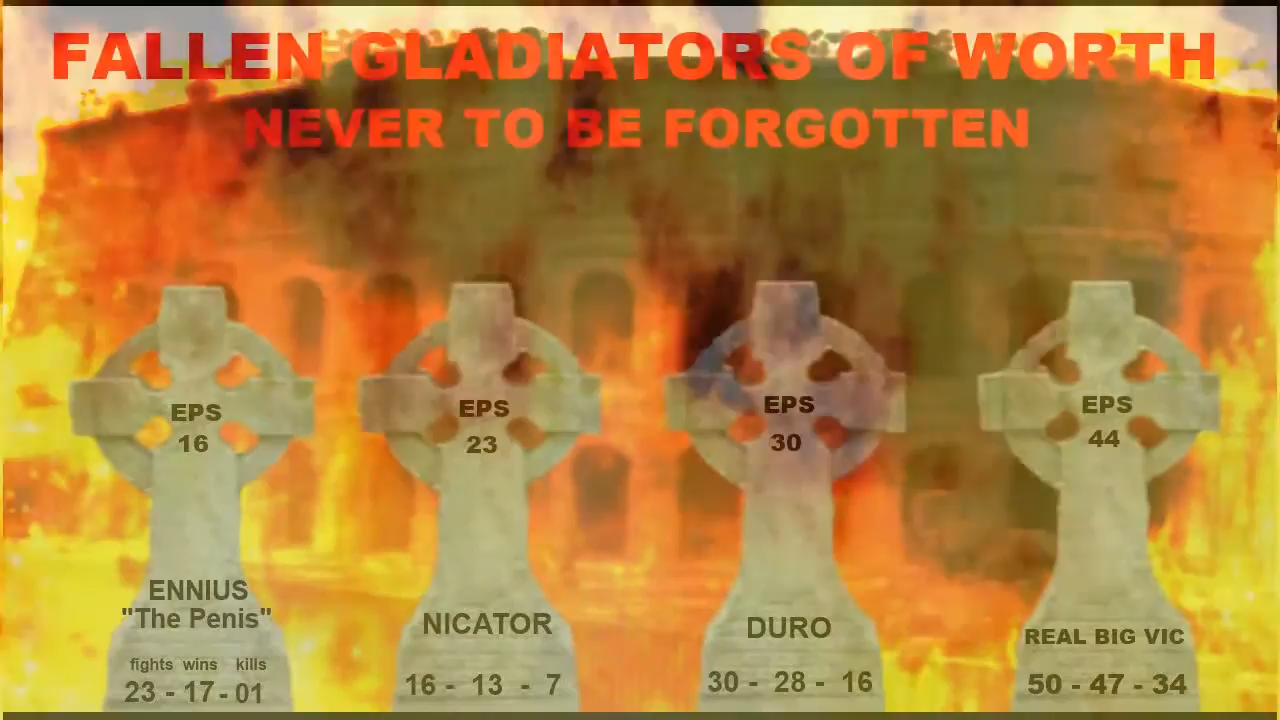 FALLEN GLADIATORS OF WORTH
NEVER TO BE FORGOTTEN
EPS
16
ENNIUS
"The Penis"
fights wins kills
23 - 17 - 01
EPS
23
NICATOR
16 - 13 - 7
EPS
30
DURO
30 - 28 - 16
EPS
44
REAL BIG VIC
50 - 47 - 34